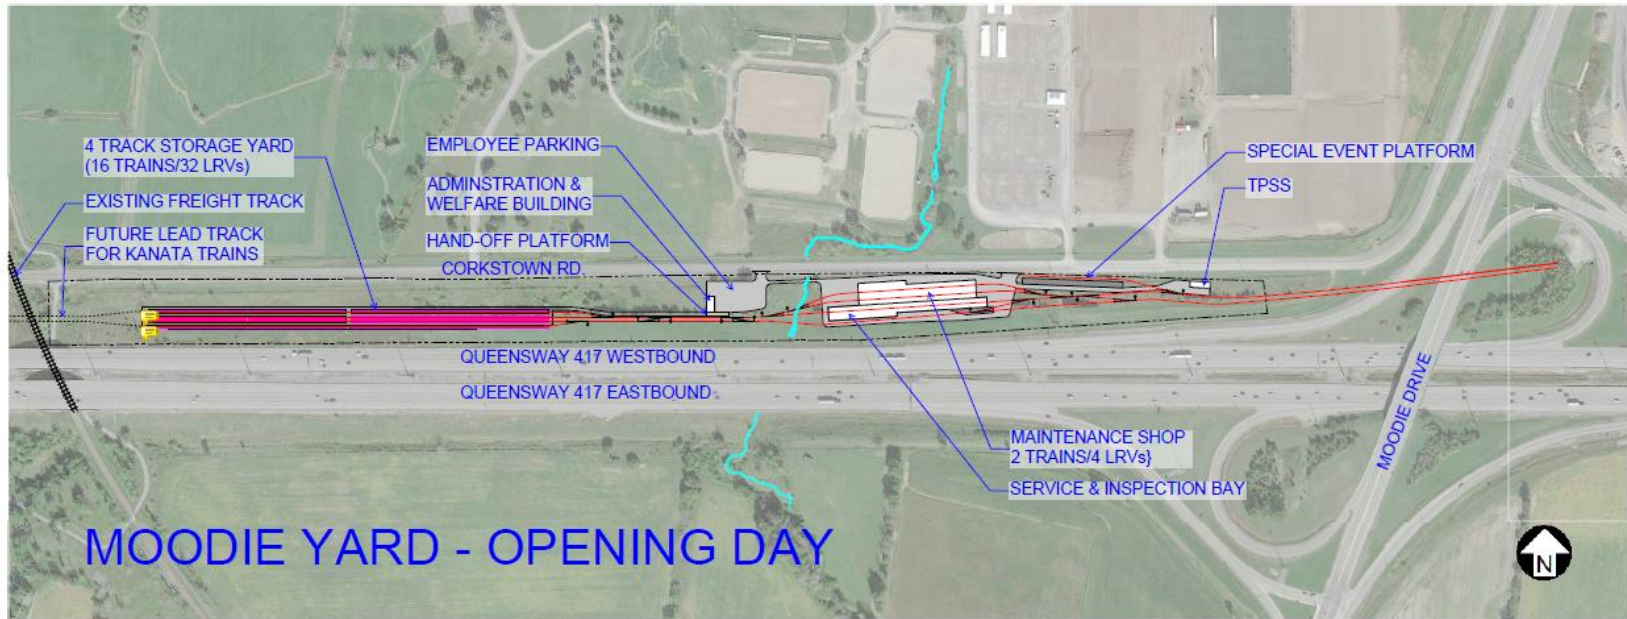 4 TRACK STORAGE YARD
(16 TRAINS/32 LRVs)
EXISTING FREIGHT TRACK
FUTURE LEAD TRACK
FOR KANATA TRAINS
EMPLOYEE PARKING
ADMINSTRATION &
WELFARE BUILDING
HAND-OFF PLATFORM
CORKSTOWN RD.
SPECIAL EVENT PLATFORM
TPSS
QUEENSWAY 417 WESTBOUND
QUEENSWAY 417 EASTBOUND
MAINTENANCE SHOP
2 TRAINS/4 LRVs}
SERVICE & INSPECTION BAY
MOODIE DRIVE
MOODIE YARD - OPENING DAY
N